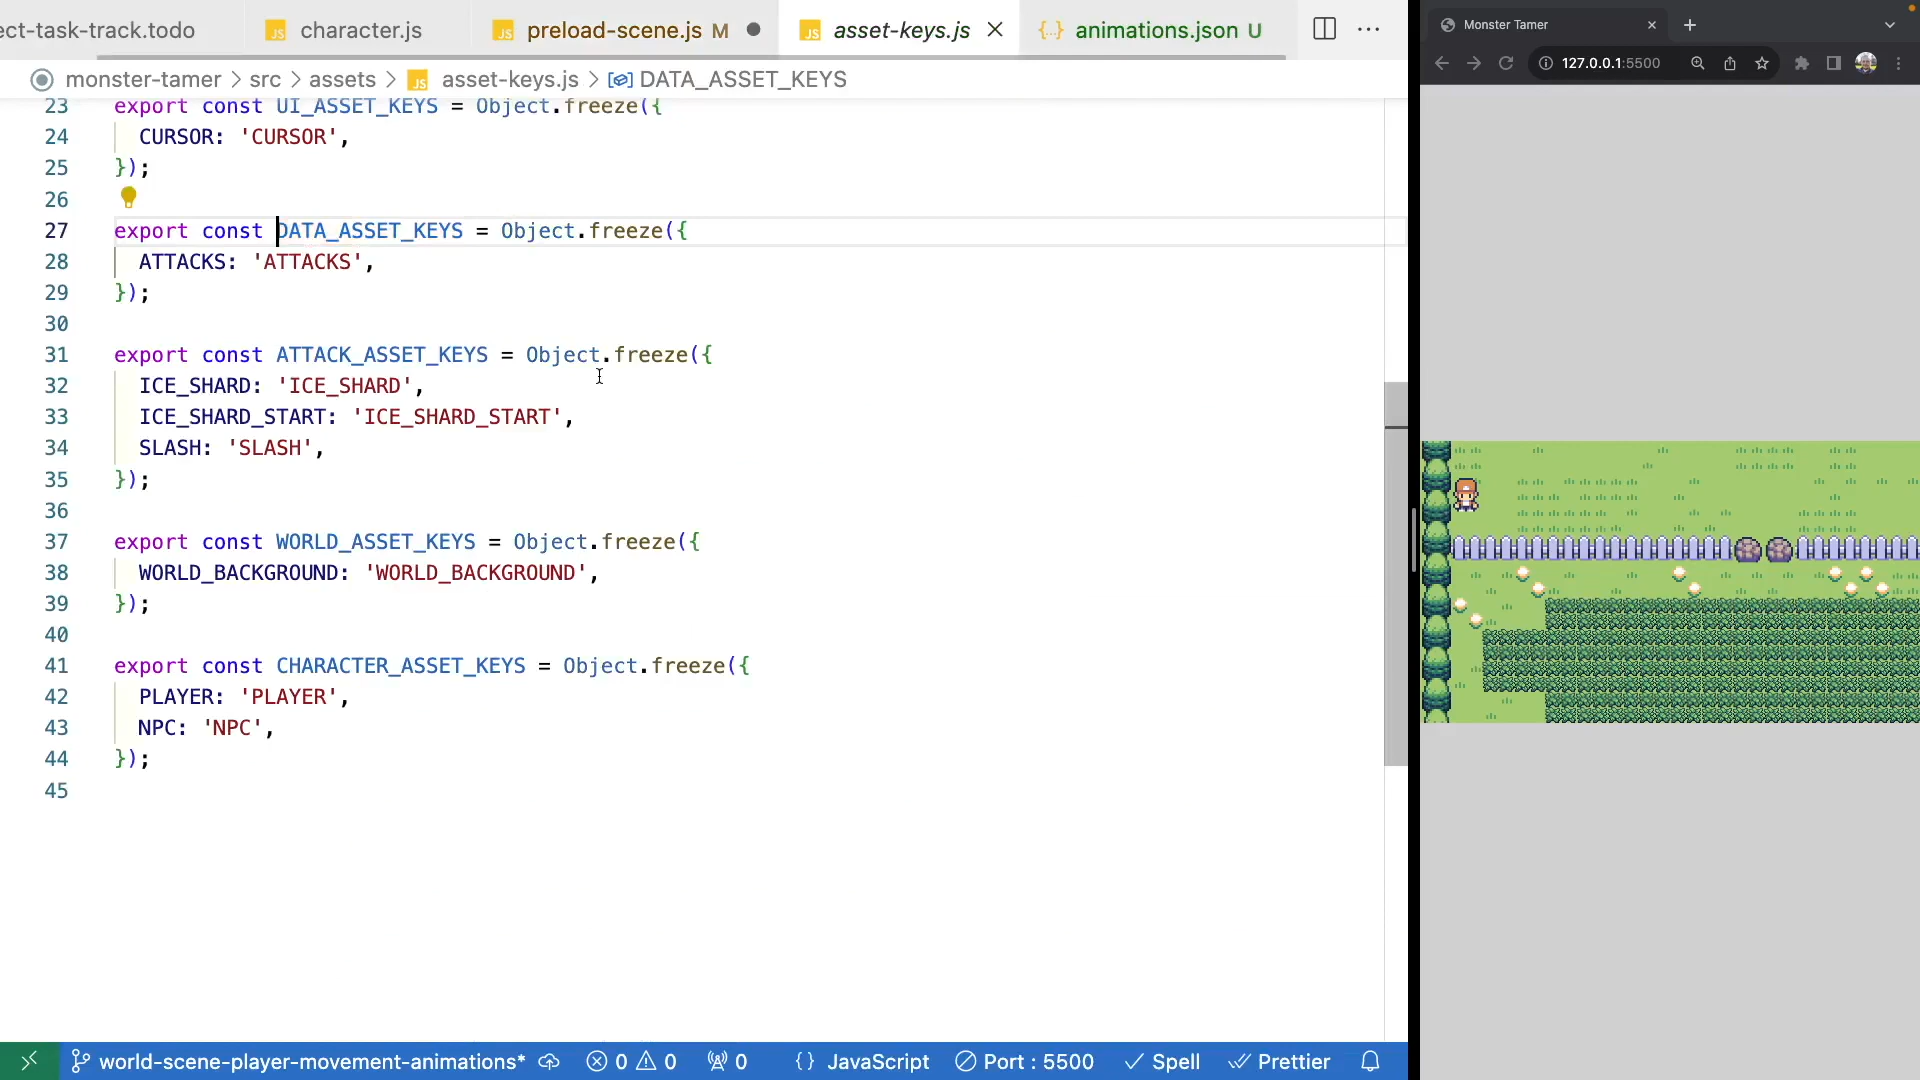 ect-task-track.todo
JS character.js
JS preload-scene.js M
JS asset-keys.js
{..} animations.json U
monster-tamer > src > assets > JS asset-keys.js > DATA_ASSET_KEYS
23 export const UI_ASSET_KEYS = Object.freeze({
24 CURSOR: 'CURSOR',
25 });
26
27 export const DATA_ASSET_KEYS = Object.freeze({
28 ATTACKS: 'ATTACKS',
29 });
30
31 export const ATTACK_ASSET_KEYS = Object.freeze({
32 ICE_SHARD: 'ICE_SHARD',
33 ICE_SHARD_START: 'ICE_SHARD_START',
34 SLASH: 'SLASH',
35 });
36
37 export const WORLD_ASSET_KEYS = Object.freeze({
38 WORLD_BACKGROUND: 'WORLD_BACKGROUND',
39 });
40
41 export const CHARACTER_ASSET_KEYS = Object.freeze({
42 PLAYER: 'PLAYER',
43 NPC: 'NPC',
44 });
45
world-scene-player-movement-animations* 0 0 0 {} JavaScript Port : 5500 Spell Prettier
Monster Tamer
127.0.0.1:5500